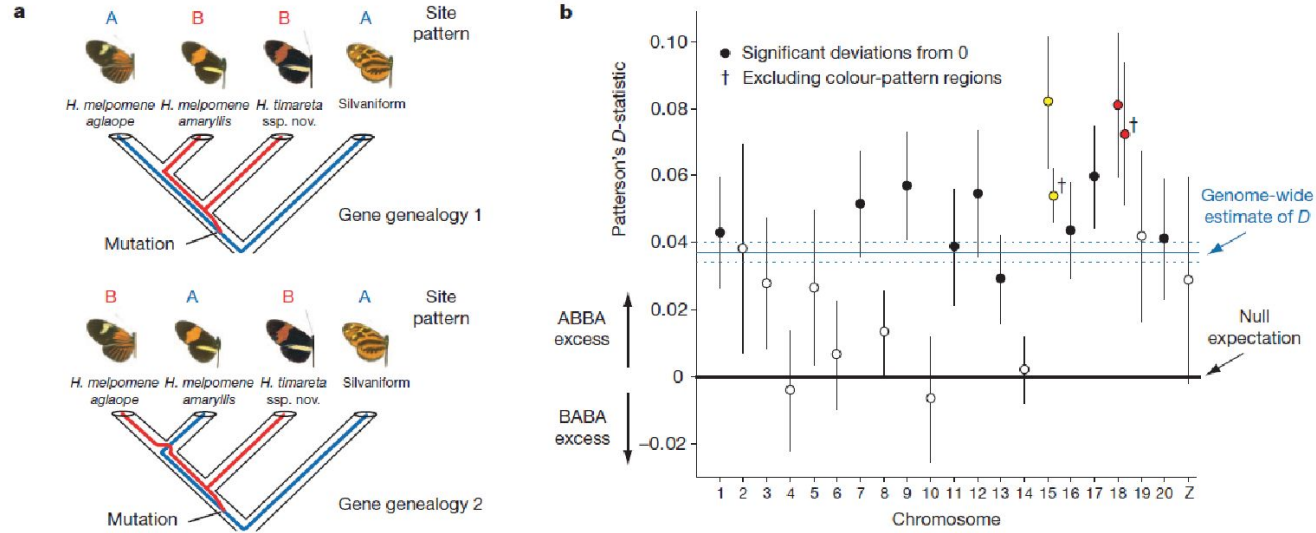 a
A B B A Site
pattern
H. melpomene H. melpomene H. timareta Silvaniform
aglaope amaryllis ssp. nov.
Gene genealogy 1
Mutation
B A B A Site
pattern
H. melpomene H. melpomene H. timareta Silvaniform
aglaope amaryllis ssp. nov.
Gene genealogy 2
Mutation
b
Patterson's D-statistic
0.10
0.08
0.06
0.04
0.02
0
−0.02
ABBA
excess
BABA
excess
Significant deviations from 0
† Excluding colour-pattern regions
†
†
Genome-wide
estimate of D
Null
expectation
1 2 3 4 5 6 7 8 9 10 11 12 13 14 15 16 17 18 19 20 Z
Chromosome